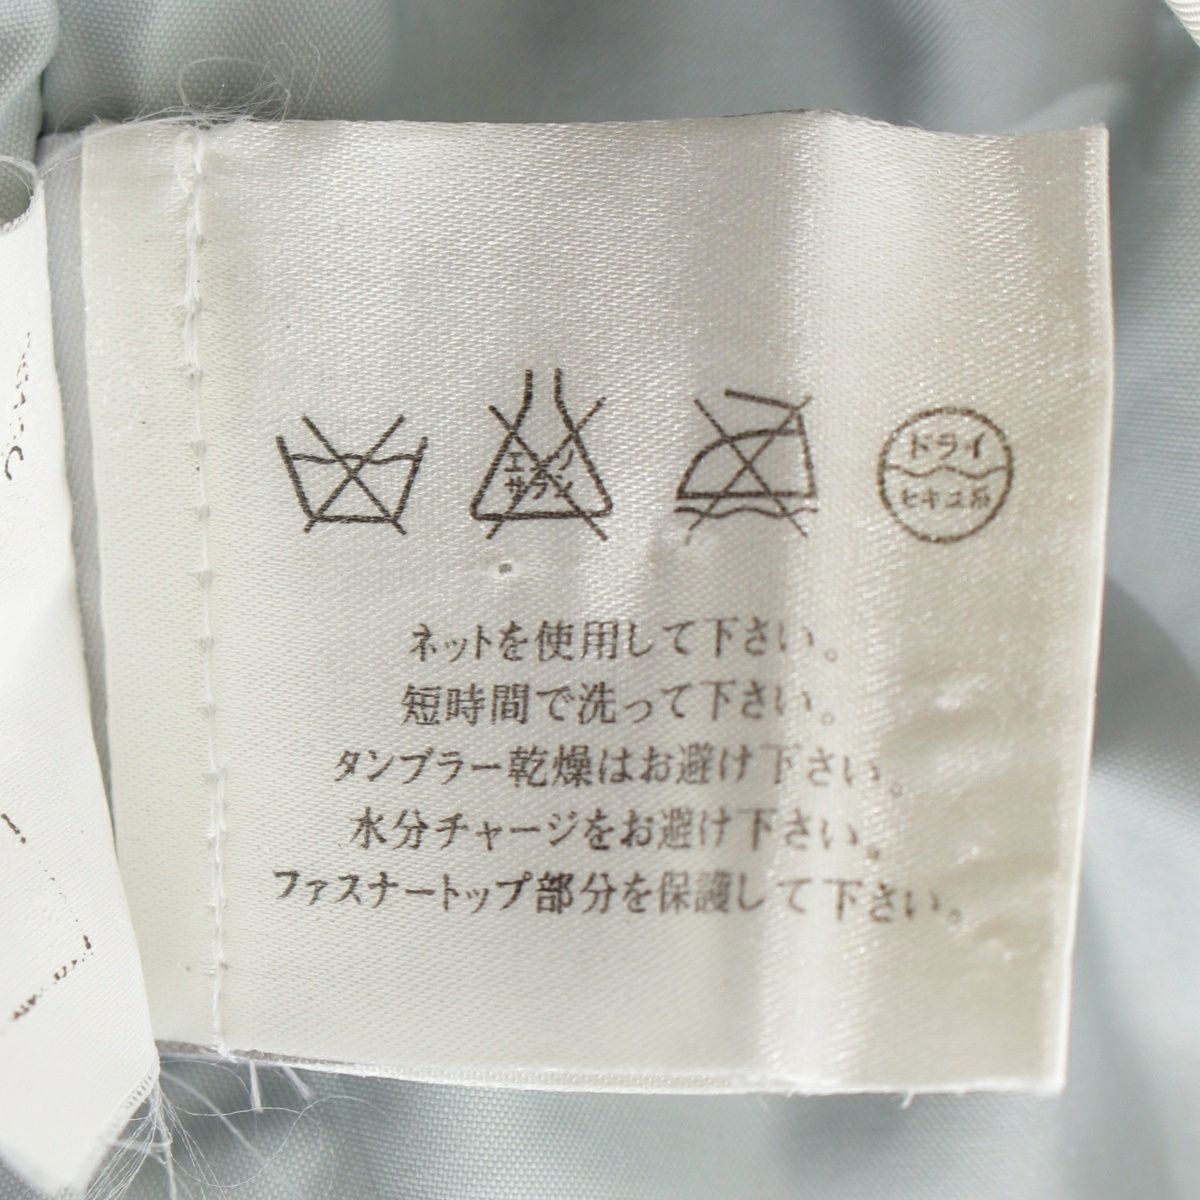 エンソ
サラシ
ドライ
セキユ系
ネットを使用して下さい。
短時間で洗って下さい。
タンブラー乾燥はお避け下さい。
水分チャージをお避け下さい。
ファスナートップ部分を保護して下さい。